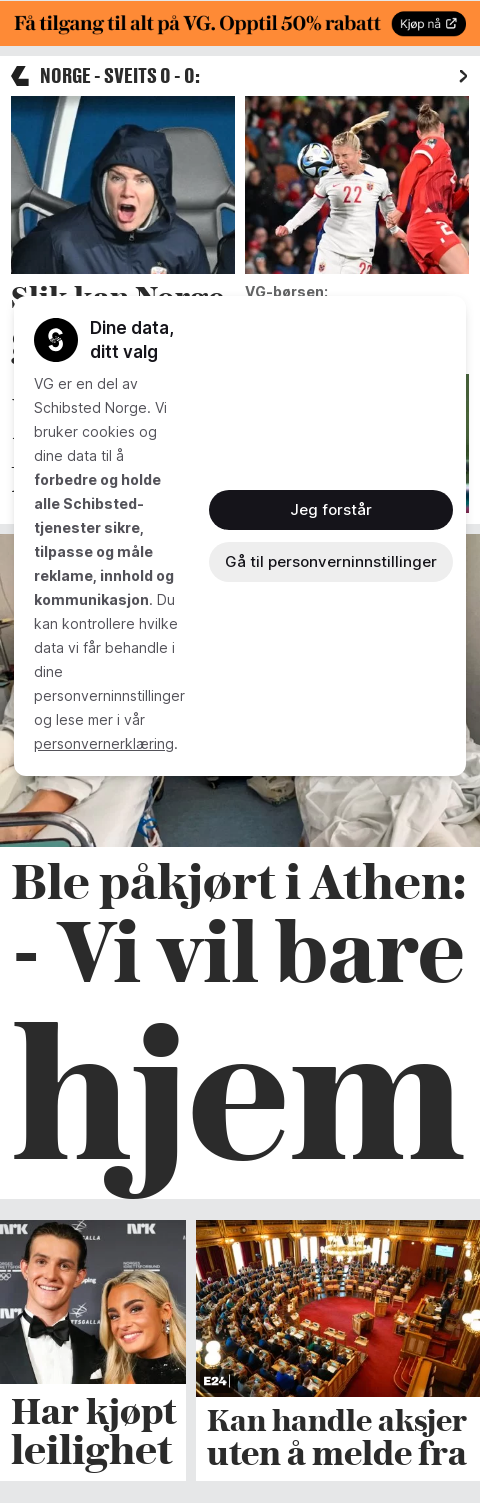 Få tilgang til alt på VG. Opptil 50% rabatt
Kjøp nå
NORGE - SVEITS 0 - 0:
22
22
Slik kan Norge
VG-børsen:
Dine data,
ditt valg
VG er en del av
Schibsted Norge. Vi
bruker cookies og
dine data til å
forbedre og holde
alle Schibsted-
tjenester sikre,
tilpasse og måle
reklame, innhold og
kommunikasjon. Du
kan kontrollere hvilke
data vi får behandle i
dine
personverninnstillinger
og lese mer i vår
personvernerklæring.
Jeg forstår
Gå til personverninnstillinger
Ble påkjørt i Athen:
- Vi vil bare
hjem
NRK
NRK
E24
Har kjøpt
leilighet
Kan handle aksjer
uten å melde fra